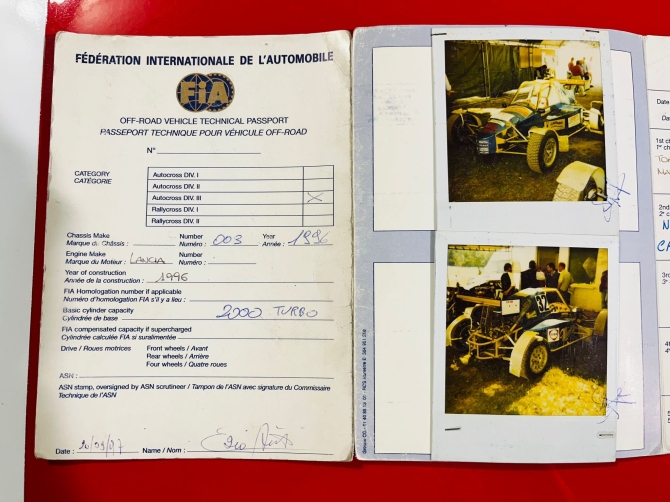 FÉDÉRATION INTERNATIONALE DE L'AUTOMOBILE
FiA
OFF-ROAD VEHICLE TECHNICAL PASSPORT
PASSEPORT TECHNIQUE POUR VÉHICULE OFF-ROAD
N°
CATEGORY
CATÉGORIE
Autocross DIV. I
Autocross DIV. II
Autocross DIV. III X
Rallycross DIV. I
Rallycross DIV. II
Chassis Make Number Year
Marque du Châssis : Numéro : 003 Année : 1996
Engine Make Number
Marque du Moteur : LANCIA Numéro :
Year of construction
Année de la construction : 1996
FIA Homologation number if applicable
Numéro d'homologation FIA s'il y a lieu :
Basic cylinder capacity
Cylindrée de base : 2000 TURBO
FIA compensated capacity if supercharged
Cylindrée calculée FIA si suralimentée :
Drive / Roues motrices Front wheels / Avant
Rear wheels / Arrière
Four wheels / Quatre roues
ASN :
ASN stamp, oversigned by ASN scrutineer / Tampon de l'ASN avec signature du Commissaire
Technique de l'ASN
Date : Name / Nom :
37
Date
1st
1er
2nd
2e
3rd
3e
4th